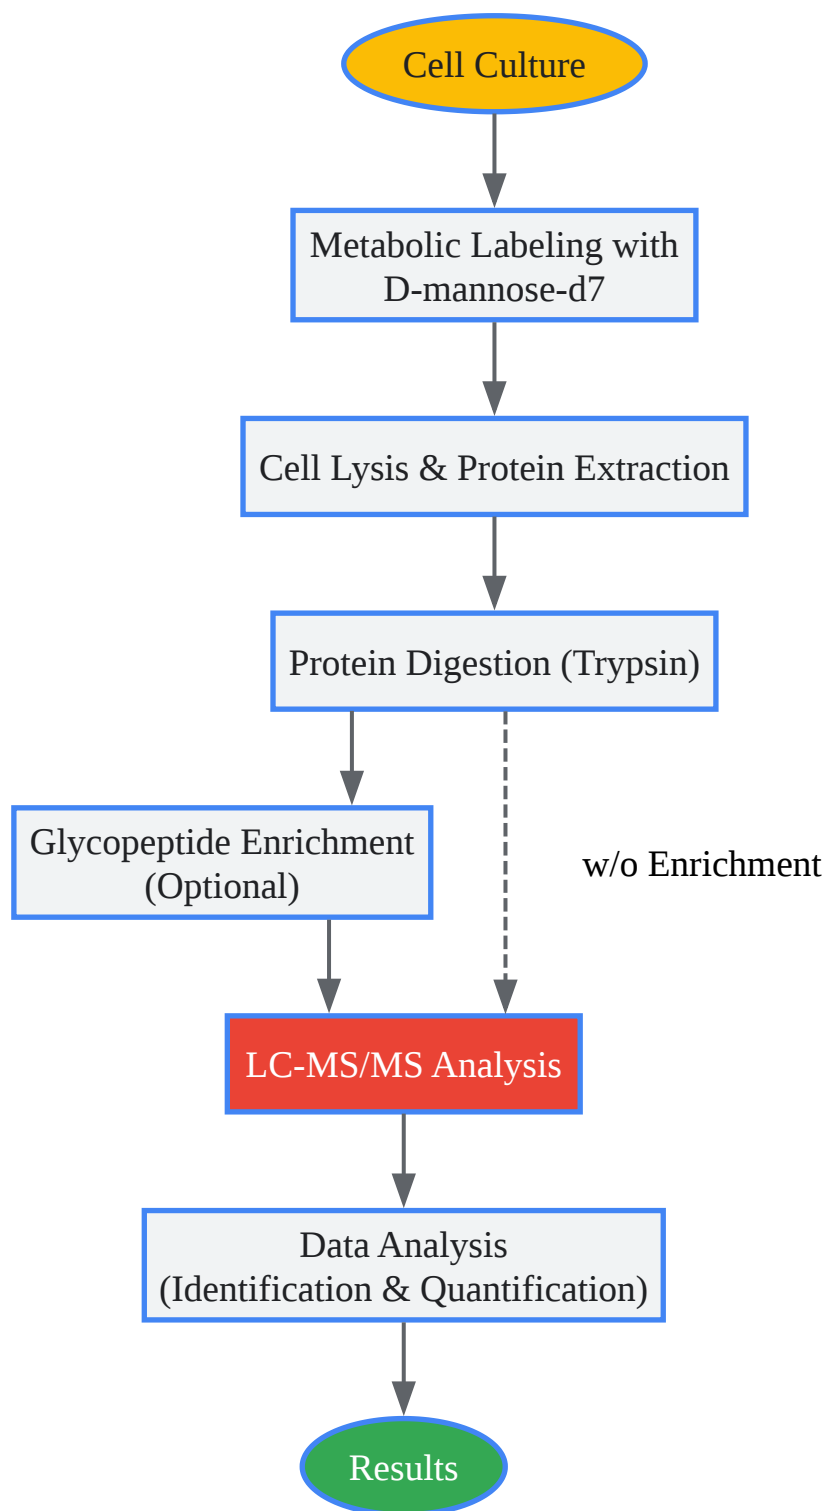 Cell Culture
Metabolic Labeling with
D-mannose-d7
Cell Lysis & Protein Extraction
Protein Digestion (Trypsin)
Glycopeptide Enrichment
(Optional)
w/o Enrichment
LC-MS/MS Analysis
Data Analysis
(Identification & Quantification)
Results